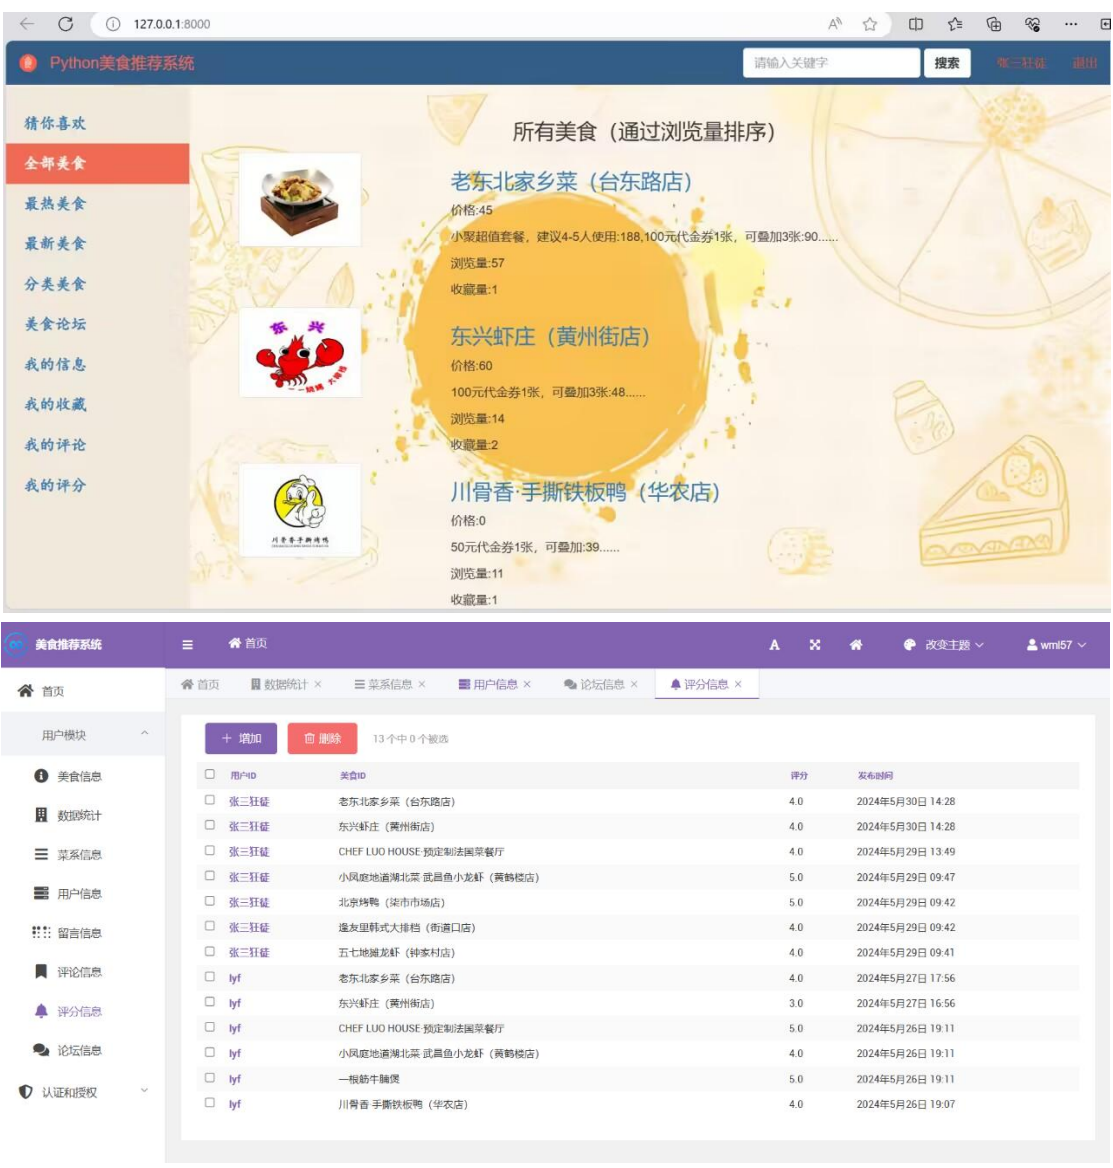 127.0.0.1:8000
Python美食推荐系统
请输入关键字
搜索
张三狂徒
退出
猜你喜欢
全部美食
最热美食
最新美食
分类美食
美食论坛
我的信息
我的收藏
我的评论
我的评分
所有美食（通过浏览量排序）
老东北家乡菜（台东路店）
价格:45
小聚超值套餐，建议4-5人使用:188,100元代金券1张，可叠加3张:90......
浏览量:57
收藏量:1
东兴
东兴虾庄（黄州街店）
价格:60
100元代金券1张，可叠加3张:48......
浏览量:14
收藏量:2
川骨香手撕烤鸭
川骨香·手撕铁板鸭（华农店）
价格:0
50元代金券1张，可叠加:39......
浏览量:11
收藏量:1
美食推荐系统
首页
A
改变主题
wml57
首页
用户模块
美食信息
数据统计
菜系信息
用户信息
留言信息
评论信息
评分信息
论坛信息
认证和授权
首页 数据统计 × 菜系信息 × 用户信息 × 论坛信息 × 评分信息 ×
+ 增加 删除 13 个中 0 个被选
用户ID 美食ID 评分 发布时间
张三狂徒 老东北家乡菜（台东路店） 4.0 2024年5月30日 14:28
张三狂徒 东兴虾庄（黄州街店） 4.0 2024年5月30日 14:28
张三狂徒 CHEF LUO HOUSE·预定制法国菜餐厅 4.0 2024年5月29日 13:49
张三狂徒 小凤庭地道湖北菜·武昌鱼小龙虾（黄鹤楼店） 5.0 2024年5月29日 09:47
张三狂徒 北京烤鸭（柒市市场店） 5.0 2024年5月29日 09:42
张三狂徒 逢友里韩式大排档（街道口店） 4.0 2024年5月29日 09:42
张三狂徒 五七地摊龙虾（钟家村店） 4.0 2024年5月29日 09:41
lyf 老东北家乡菜（台东路店） 4.0 2024年5月27日 17:56
lyf 东兴虾庄（黄州街店） 3.0 2024年5月27日 16:56
lyf CHEF LUO HOUSE·预定制法国菜餐厅 5.0 2024年5月26日 19:11
lyf 小凤庭地道湖北菜·武昌鱼小龙虾（黄鹤楼店） 4.0 2024年5月26日 19:11
lyf 一根筋牛腩煲 5.0 2024年5月26日 19:11
lyf 川骨香·手撕铁板鸭（华农店） 4.0 2024年5月26日 19:07